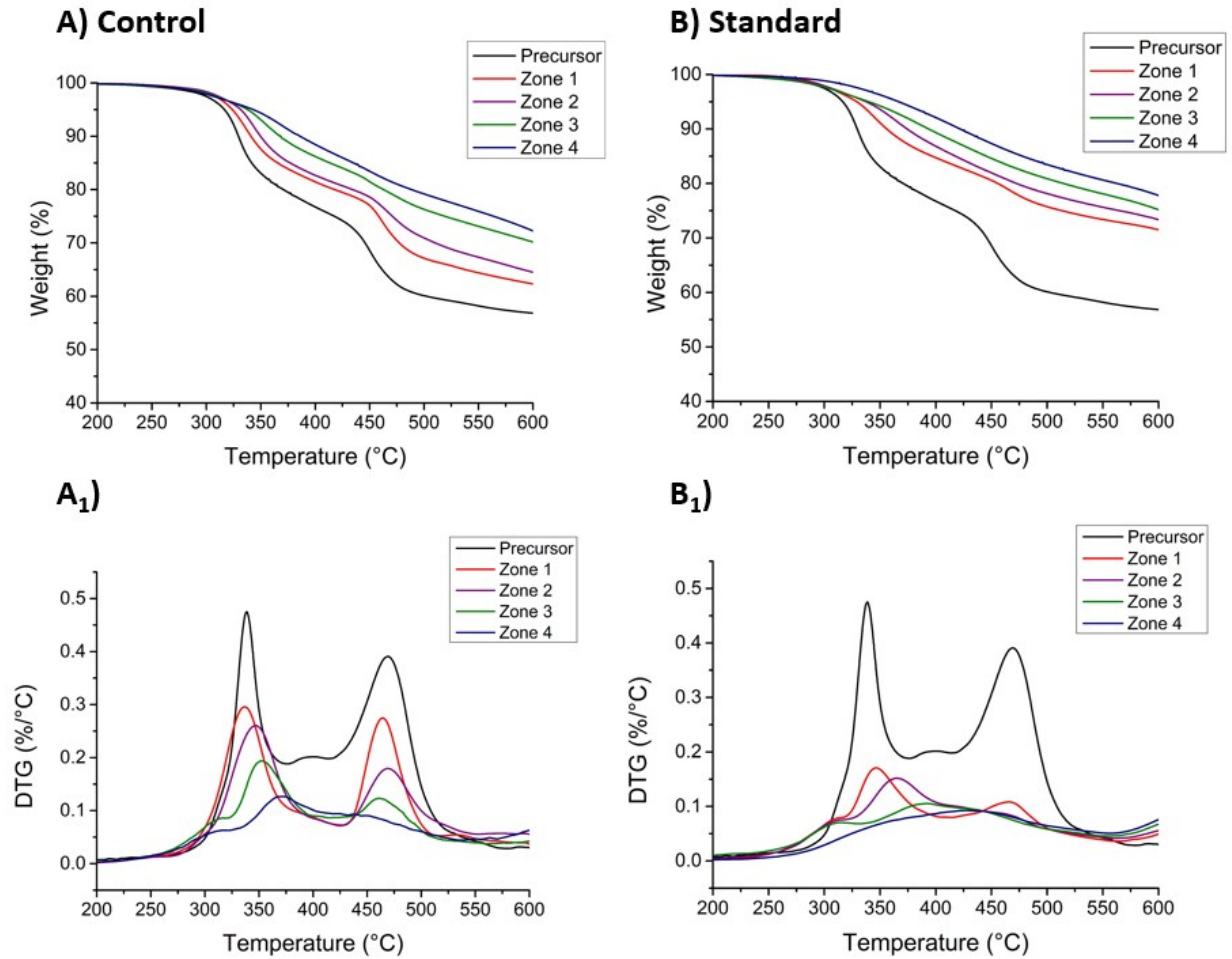 A) Control
Precursor
Zone 1
Zone 2
Zone 3
Zone 4
100
90
80
70
60
50
40
Weight (%)
200 250 300 350 400 450 500 550 600
Temperature (°C)
B) Standard
Precursor
Zone 1
Zone 2
Zone 3
Zone 4
100
90
80
70
60
50
40
Weight (%)
200 250 300 350 400 450 500 550 600
Temperature (°C)
A1)
Precursor
Zone 1
Zone 2
Zone 3
Zone 4
0.5
0.4
0.3
0.2
0.1
0.0
DTG (%/°C)
200 250 300 350 400 450 500 550 600
Temperature (°C)
B1)
Precursor
Zone 1
Zone 2
Zone 3
Zone 4
0.5
0.4
0.3
0.2
0.1
0.0
DTG (%/°C)
200 250 300 350 400 450 500 550 600
Temperature (°C)